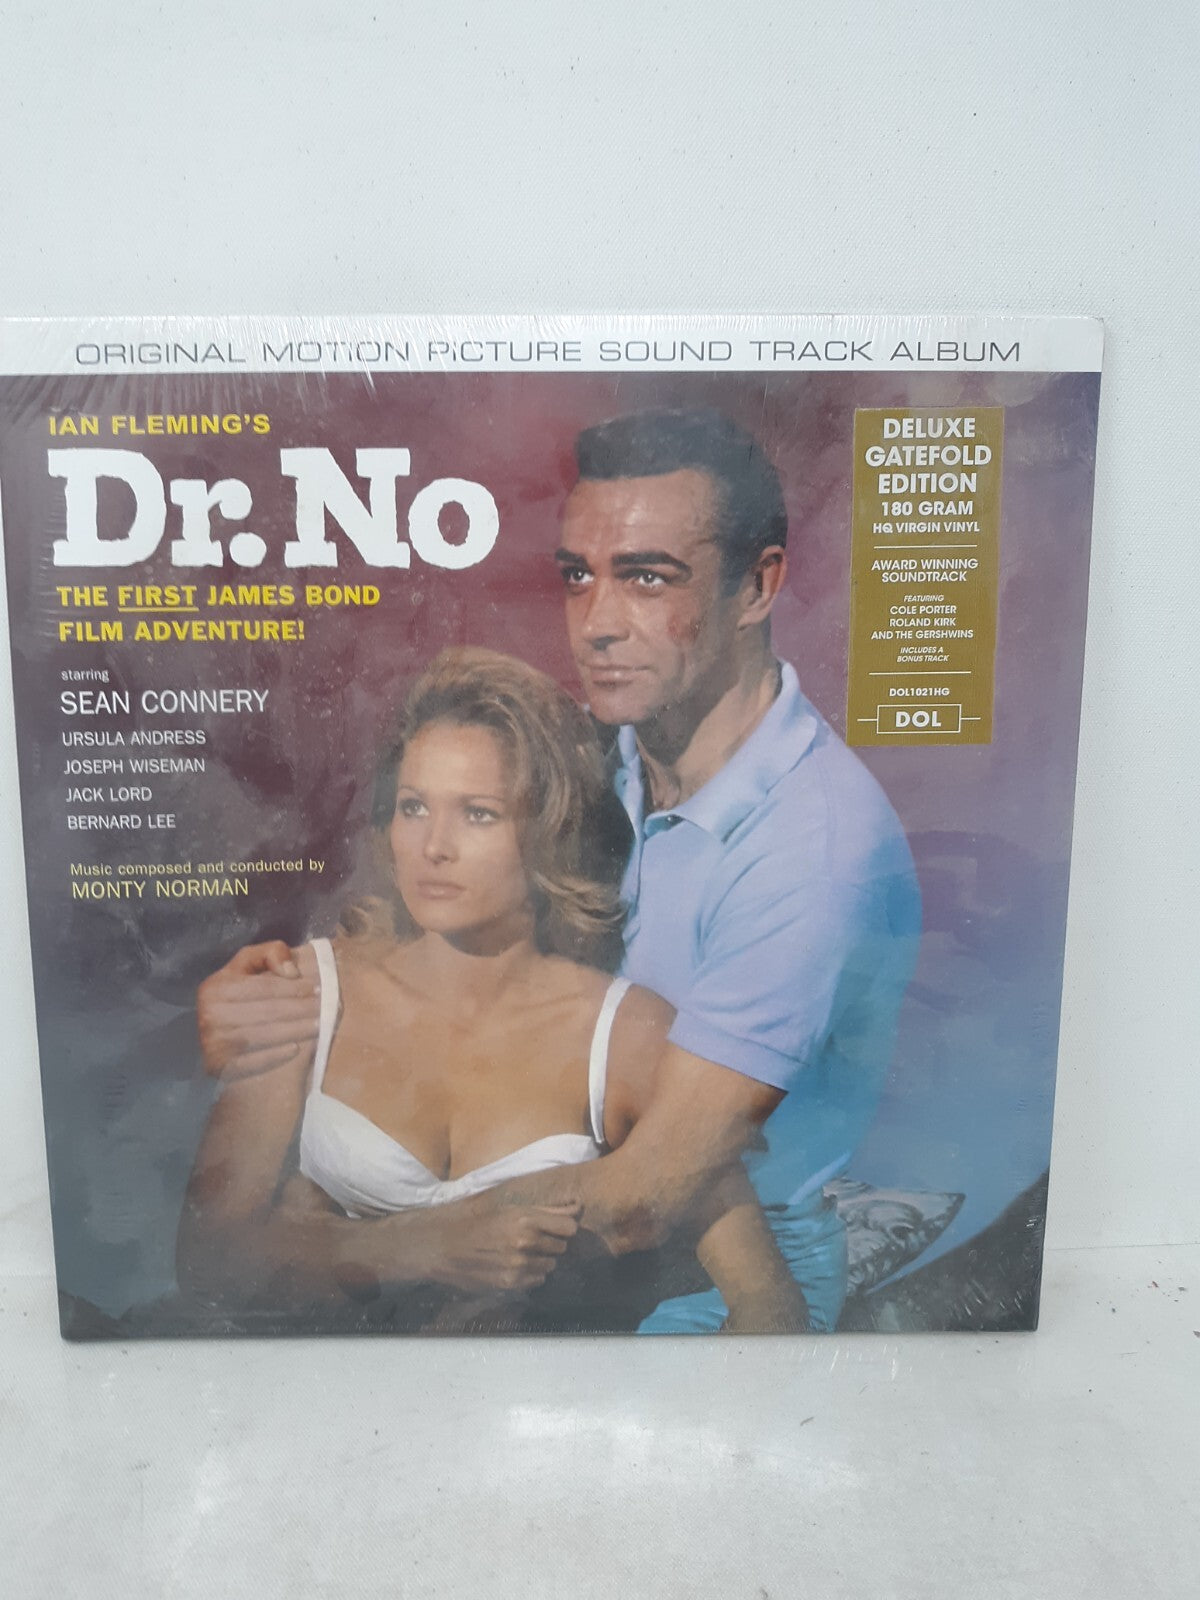 ORIGINAL MOTION PICTURE SOUND TRACK ALBUM
IAN FLEMING'S
Dr. No
THE FIRST JAMES BOND
FILM ADVENTURE!
starring
SEAN CONNERY
URSULA ANDRESS
JOSEPH WISEMAN
JACK LORD
BERNARD LEE
Music composed and conducted by
MONTY NORMAN
DELUXE
GATEFOLD
EDITION
180 GRAM
HQ VIRGIN VINYL
AWARD WINNING
SOUNDTRACK
FEATURING
COLE PORTER
ROLAND KIRK
AND THE GERSHWINS
INCLUDES A
BONUS TRACK
DOL1021HG
DOL